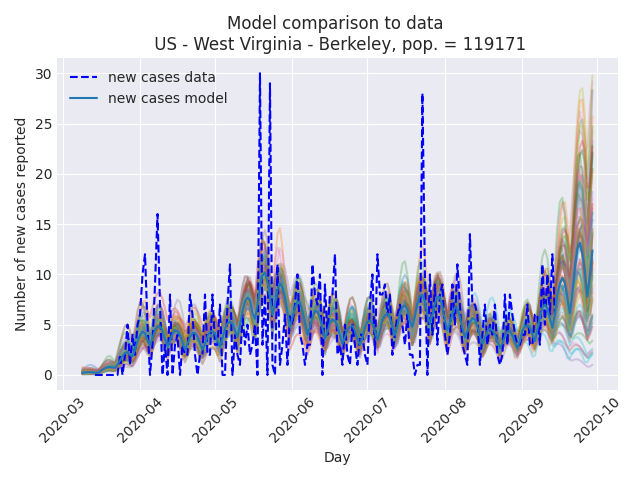 Model comparison to data
US - West Virginia - Berkeley, pop. = 119171
new cases data
new cases model
Number of new cases reported
30
25
20
15
10
5
0
2020-03
2020-04
2020-05
2020-06
2020-07
2020-08
2020-09
2020-10
Day